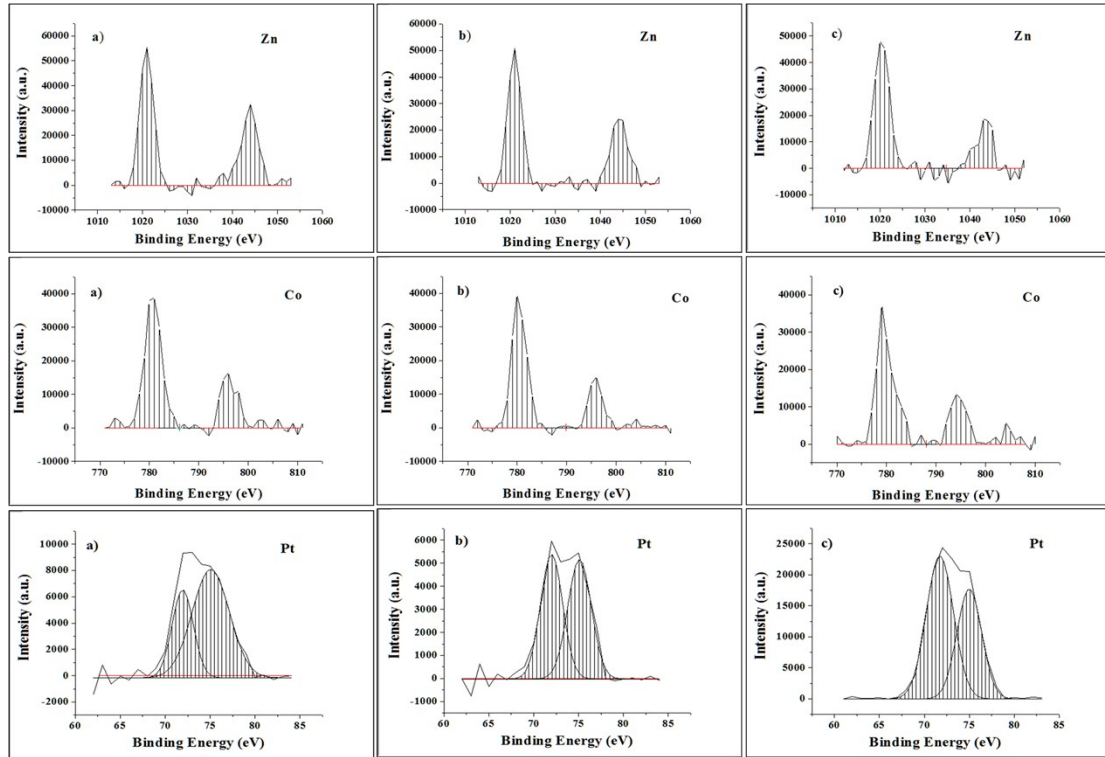 a) Zn
Intensity (a.u.)
60000
50000
40000
30000
20000
10000
0
-10000
1010 1020 1030 1040 1050 1060
Binding Energy (eV)
b) Zn
Intensity (a.u.)
60000
50000
40000
30000
20000
10000
0
-10000
1010 1020 1030 1040 1050 1060
Binding Energy (eV)
c) Zn
Intensity (a.u.)
50000
40000
30000
20000
10000
0
-10000
1010 1020 1030 1040 1050 1060
Binding Energy (eV)
a) Co
Intensity (a.u.)
40000
30000
20000
10000
0
-10000
770 780 790 800 810
Binding Energy (eV)
b) Co
Intensity (a.u.)
40000
30000
20000
10000
0
-10000
770 780 790 800 810
Binding Energy (eV)
c) Co
Intensity (a.u.)
40000
30000
20000
10000
0
770 780 790 800 810
Binding Energy (eV)
a) Pt
Intensity (a.u.)
10000
8000
6000
4000
2000
0
-2000
60 65 70 75 80 85
Binding Energy (eV)
b) Pt
Intensity (a.u.)
6000
5000
4000
3000
2000
1000
0
-1000
60 65 70 75 80 85
Binding Energy (eV)
c) Pt
Intensity (a.u.)
25000
20000
15000
10000
5000
0
60 65 70 75 80 85
Binding Energy (eV)